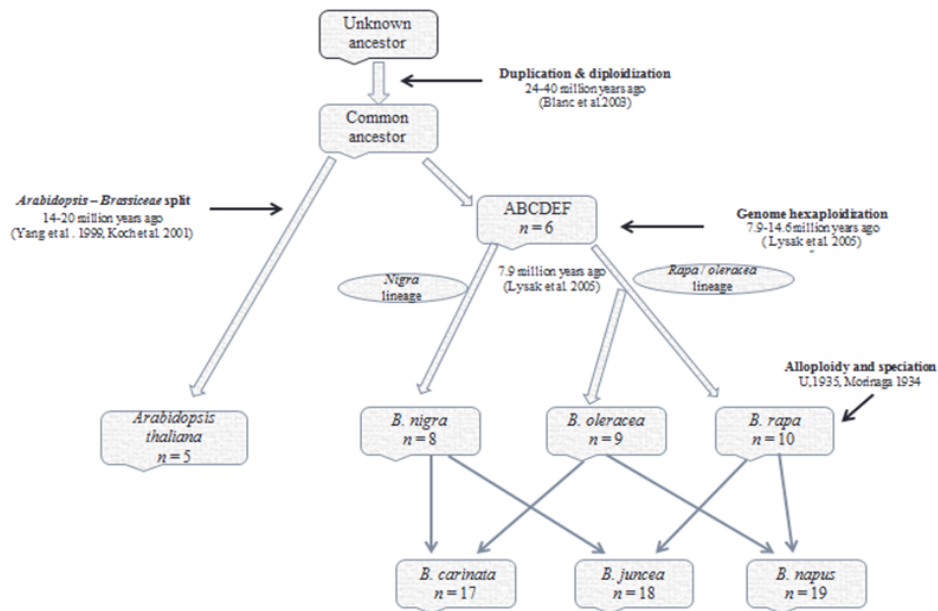 Unknown
ancestor
Duplication & diploidization
24-40 million years ago
(Blanc et al.2003)
Common
ancestor
Arabidopsis – Brassiceae split
14-20 million years ago
(Yang et al. 1999, Koch et al. 2001)
ABCDEF
n = 6
Genome hexaploidization
7.9-14.6 million years ago
(Lysak et al. 2005)
Nigra
lineage
7.9 million years ago
(Lysak et al. 2005)
Rapa / oleracea
lineage
Alloploidy and speciation
U,1935, Morinaga 1934
Arabidopsis
thaliana
n = 5
B. nigra
n = 8
B. oleracea
n = 9
B. rapa
n = 10
B. carinata
n = 17
B. juncea
n = 18
B. napus
n = 19